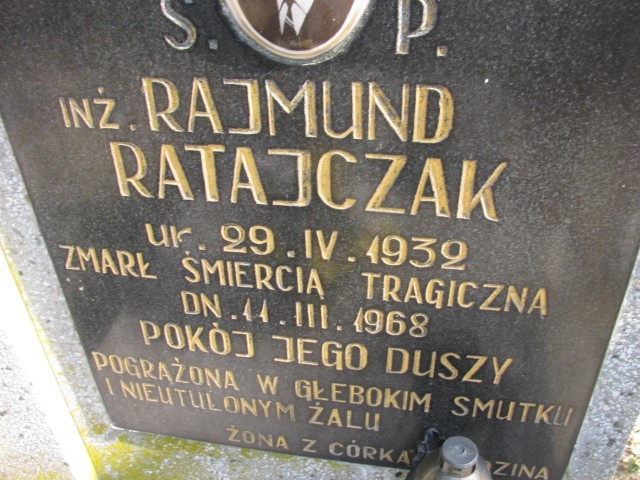 Ś. P.
INŻ. RAJMUND
RATAJCZAK
UR. 29.IV.1932
ZMARŁ ŚMIERCIĄ TRAGICZNĄ
DN. 11.III.1968
POKÓJ JEGO DUSZY
POGRĄŻONA W GŁEBOKIM SMUTKU
I NIEUTULONYM ŻALU
ŻONA Z CÓRKĄ